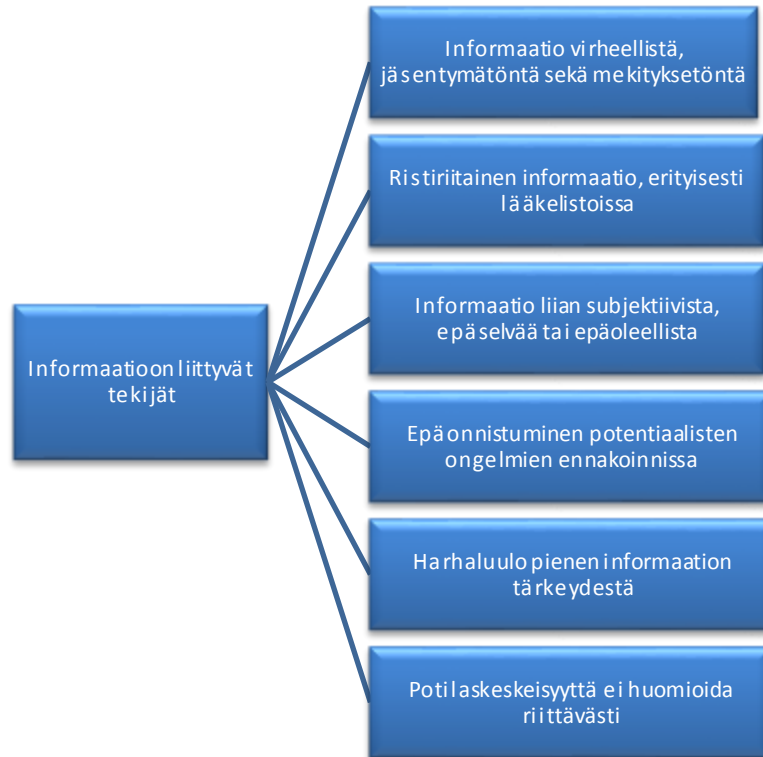 Informaatio virheellistä,
jäsentymätöntä sekä mekityksetöntä
Ristiriitainen informaatio, erityisesti
lääkelistoissa
Informaatio liian subjektiivista,
epäselvää tai epäoleellista
Informaatioon liittyvät
tekijät
Epäonnistuminen potentiaalisten
ongelmien ennakoinnissa
Harhaluulo pienen informaation
tärkeydestä
Potilaskeskeisyyttä ei huomioida
riittävästi